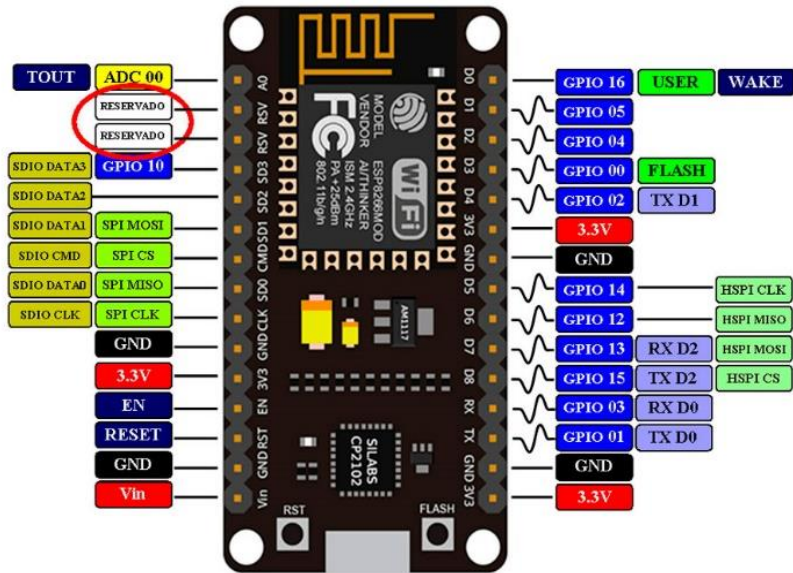 TOUT ADC 00 A0
RESERVADO RSV
RESERVADO RSV
SDIO DATA3 GPIO 10 SD3
SDIO DATA2 SD2
SDIO DATA1 SPI MOSI SD1
SDIO CMD SPI CS CMD
SDIO DATA0 SPI MISO SD0
SDIO CLK SPI CLK CLK
GND GND
3.3V 3V3
EN EN
RESET RST
GND GND
Vin Vin
MODEL
VENDOR
ESP8266MOD
AI/THINKER
ISM 2.4GHz
PA +25dBm
802.11b/g/n
FC
WiFi
AM1117
SILABS
CP2102
RST
FLASH
D0 GPIO 16 USER WAKE
D1 GPIO 05
D2 GPIO 04
D3 GPIO 00 FLASH
D4 GPIO 02 TX D1
3V3 3.3V
GND GND
D5 GPIO 14 HSPI CLK
D6 GPIO 12 HSPI MISO
D7 GPIO 13 RX D2 HSPI MOSI
D8 GPIO 15 TX D2 HSPI CS
RX GPIO 03 RX D0
TX GPIO 01 TX D0
GND GND
3V3 3.3V